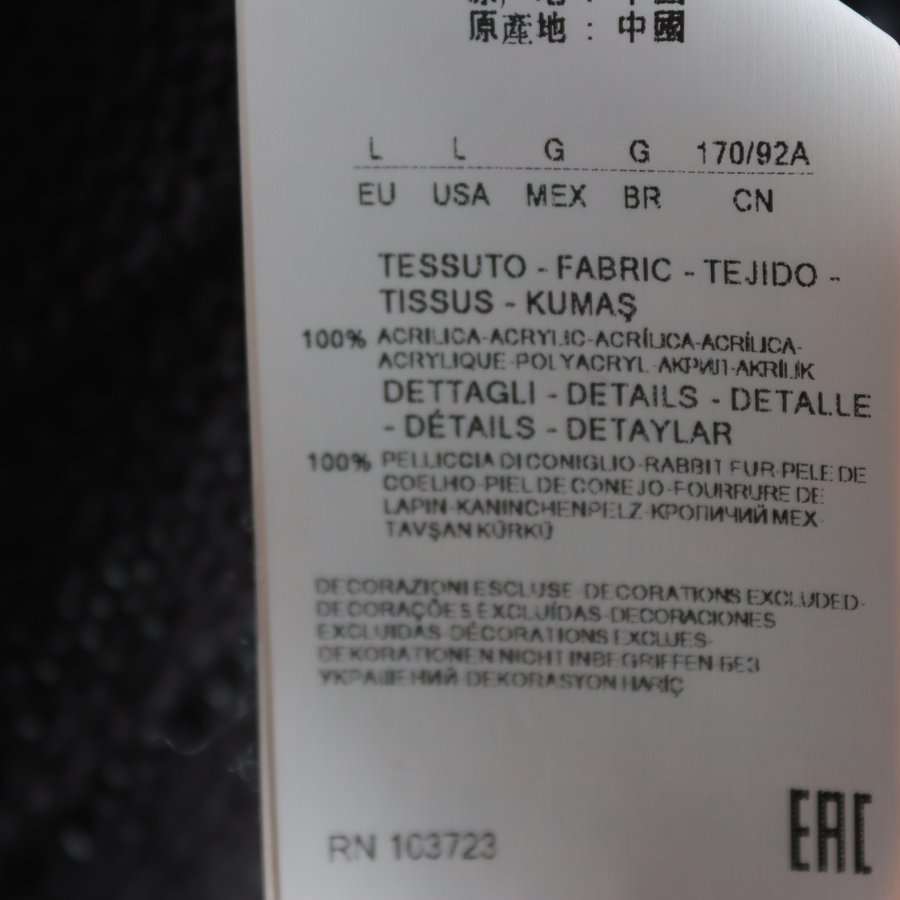 原產地 : 中國
L L G G 170/92A
EU USA MEX BR CN
TESSUTO - FABRIC - TEJIDO -
TISSUS - KUMAŞ
100% ACRILICA-ACRYLIC-ACRÍLICA-ACRÍLICA-
ACRYLIQUE-POLYACRYL-АКРИЛ-AKRİLİK
DETTAGLI - DETAILS - DETALLE
- DÉTAILS - DETAYLAR
100% PELLICCIA DI CONIGLIO-RABBIT FUR-PELE DE
COELHO-PIEL DE CONEJO-FOURRURE DE
LAPIN-KANINCHENPELZ-КРОЛИЧИЙ МЕХ-
TAVŞAN KÜRKÜ
DECORAZIONI ESCLUSE-DECORATIONS EXCLUDED-
DECORAÇÕES EXCLUÍDAS-DECORACIONES
EXCLUIDAS-DÉCORATIONS EXCLUES-
DEKORATIONEN NICHT INBEGRIFFEN-БЕЗ
УКРАШЕНИЙ-DEKORASYON HARİÇ
RN 103723
EAC